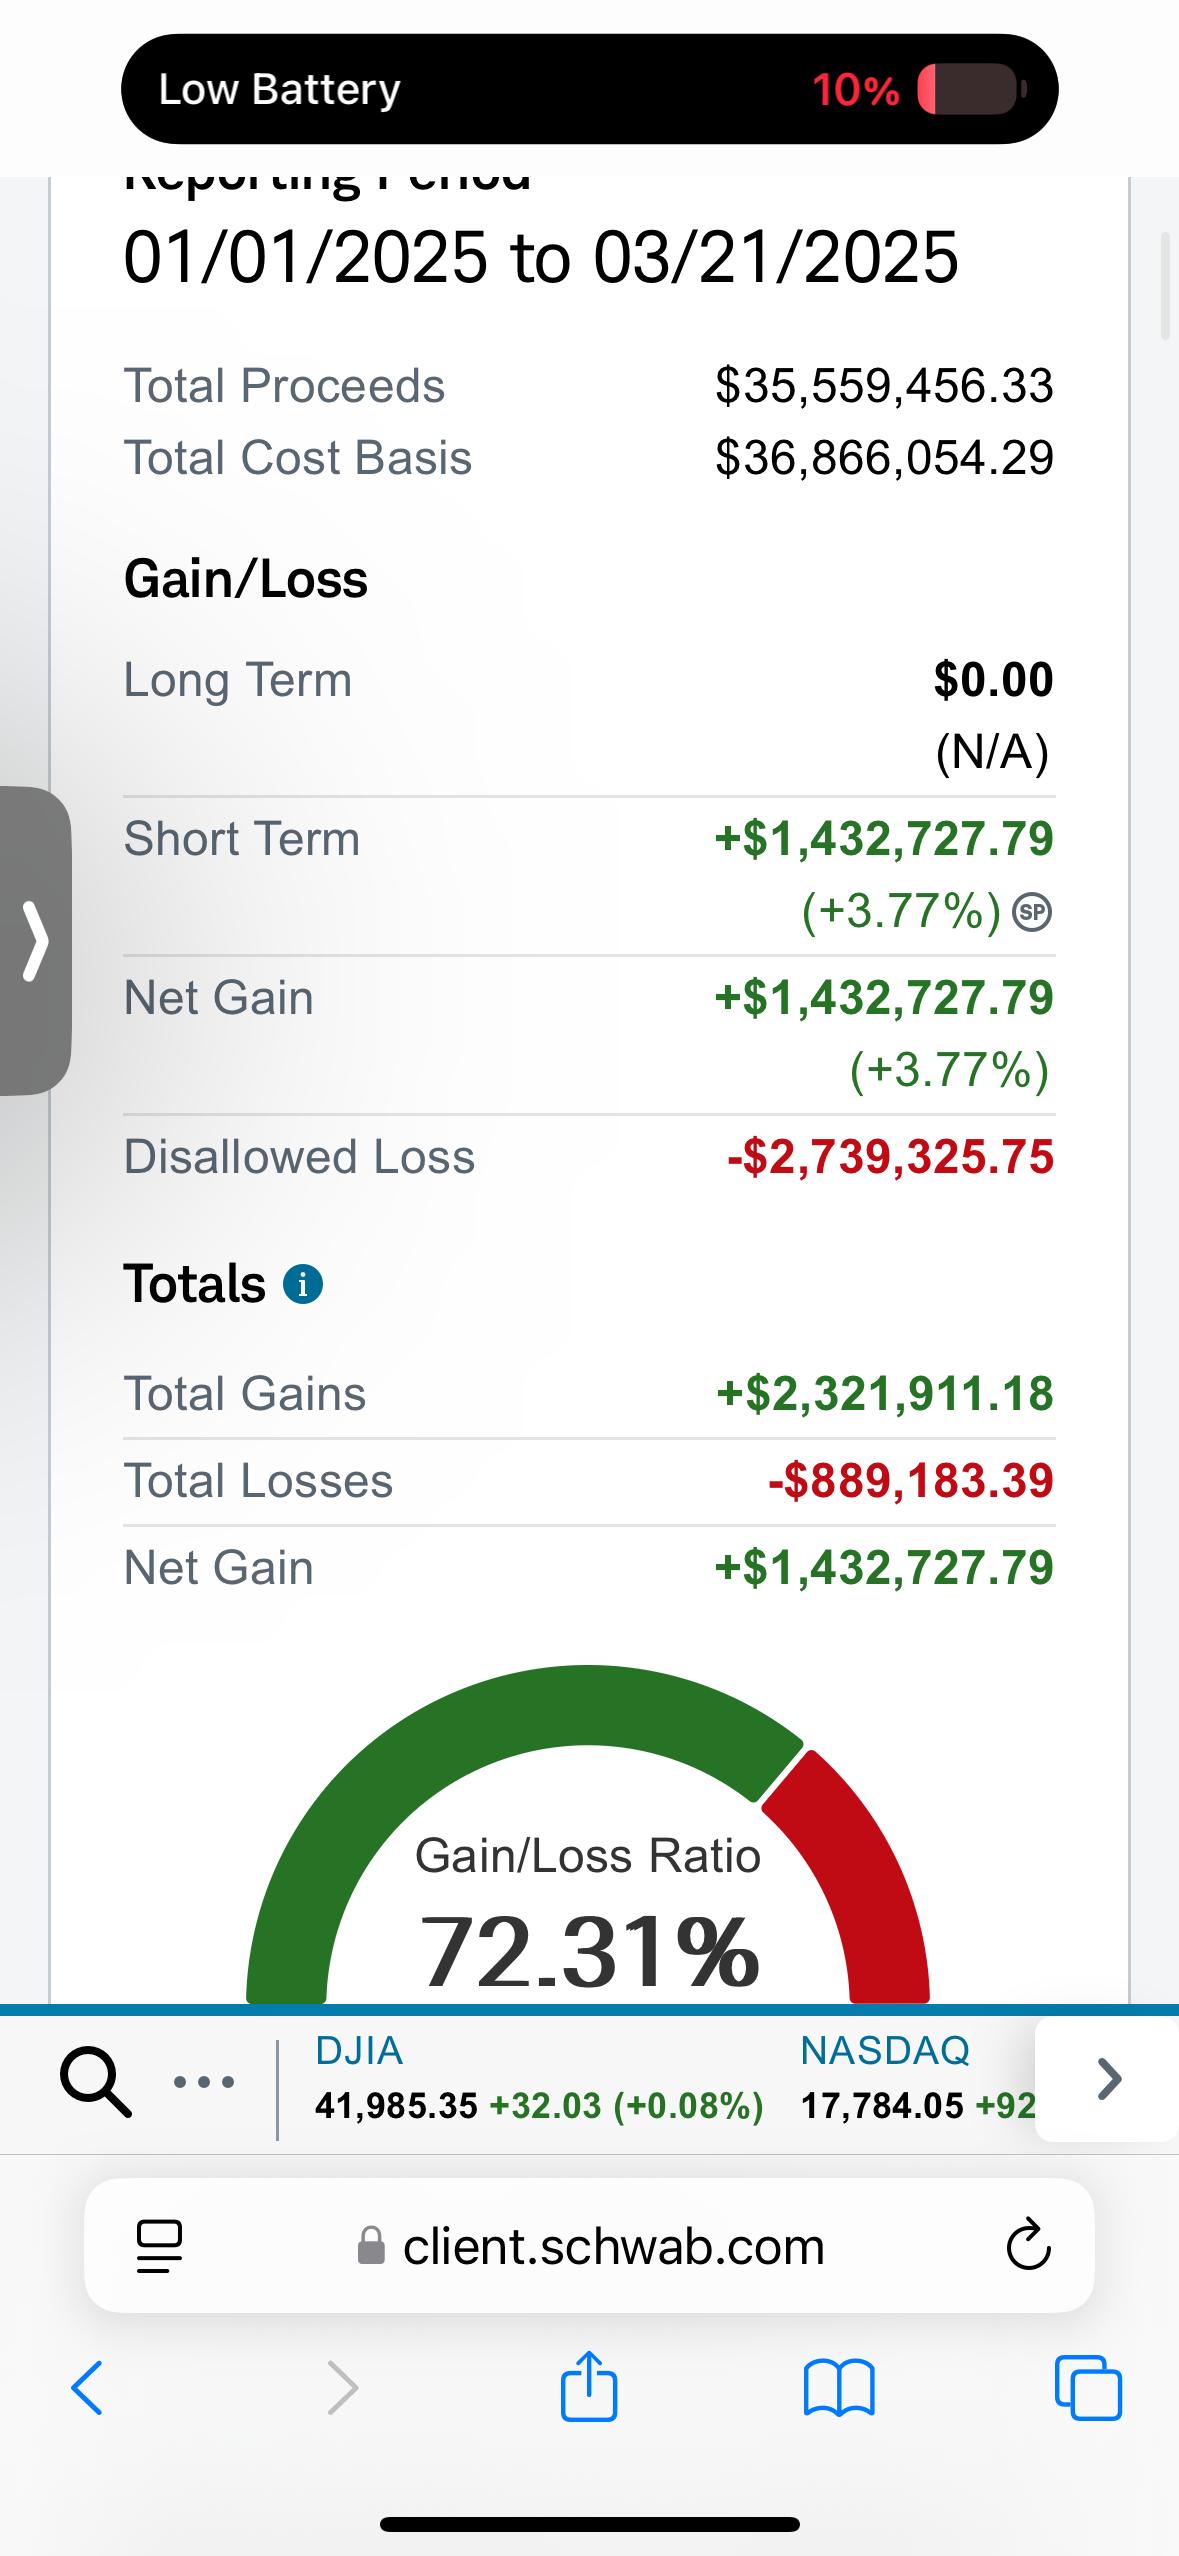 Low Battery 10%
Reporting Period
01/01/2025 to 03/21/2025
Total Proceeds $35,559,456.33
Total Cost Basis $36,866,054.29
Gain/Loss
Long Term $0.00
(N/A)
Short Term +$1,432,727.79
(+3.77%) SP
Net Gain +$1,432,727.79
(+3.77%)
Disallowed Loss -$2,739,325.75
Totals i
Total Gains +$2,321,911.18
Total Losses -$889,183.39
Net Gain +$1,432,727.79
Gain/Loss Ratio
72.31%
DJIA NASDAQ
41,985.35 +32.03 (+0.08%) 17,784.05 +92
client.schwab.com